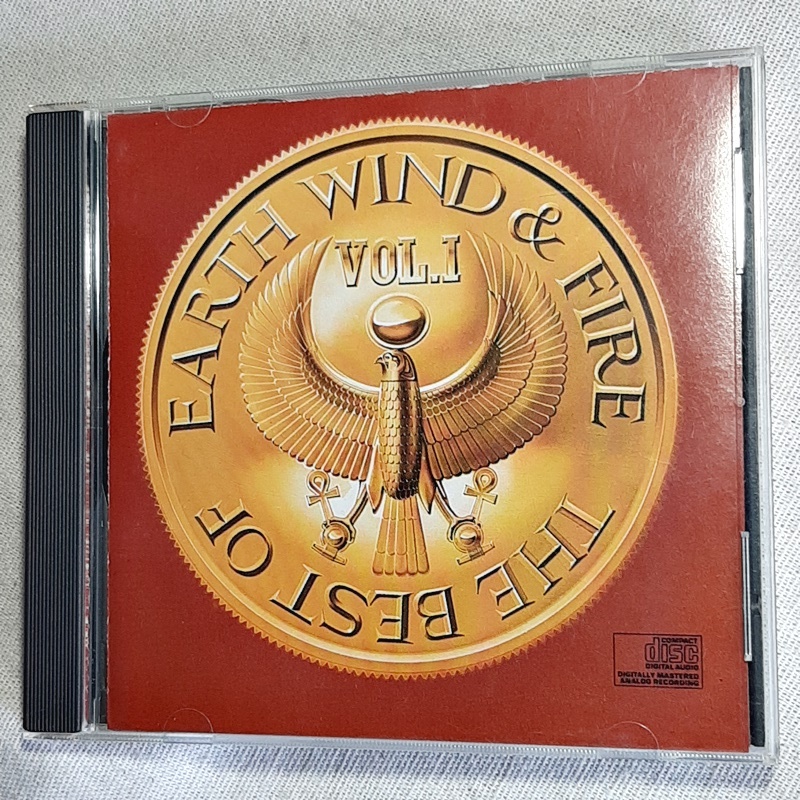 THE BEST OF
EARTH WIND & FIRE
VOL.I
COMPACT
disc
DIGITAL AUDIO
DIGITALLY MASTERED
ANALOG RECORDING